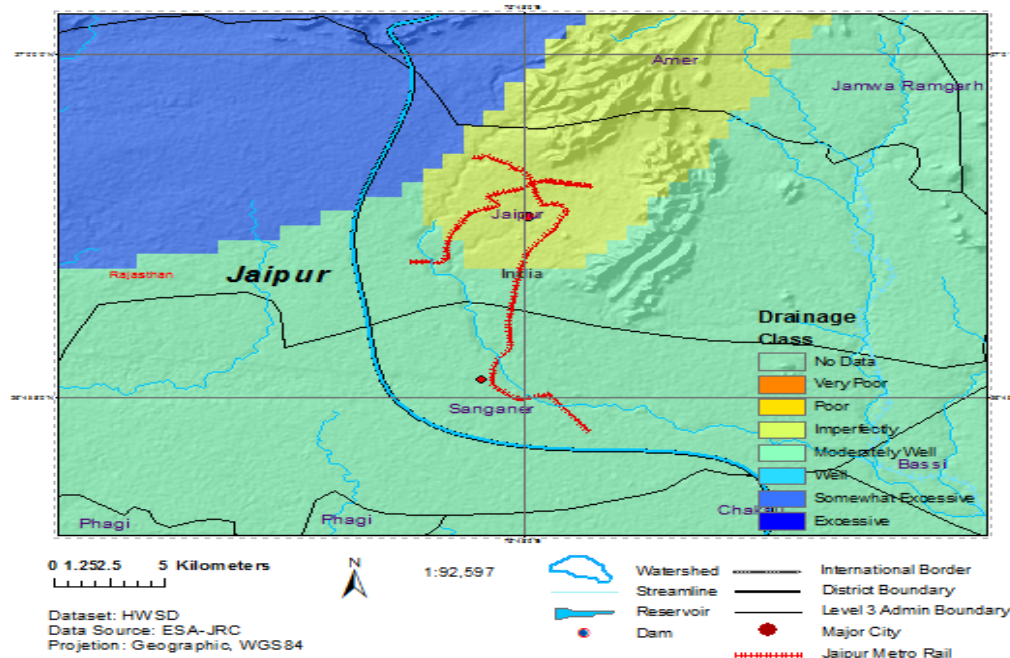 Amer
Jamwa Ramgarh
Jaipur
Rajasthan
Jaipur
India
Drainage
Class
No Data
Very Poor
Poor
Imperfectly
Moderately Well
Well
Somewhat Excessive
Excessive
Sanganer
Bassi
Phagi
Phagi
0 1.252.5 5 Kilometers
N
1:92,597
Dataset: HWSD
Data Source: ESA-JRC
Projetion: Geographic, WGS84
Watershed
Streamline
Reservoir
Dam
International Border
District Boundary
Level 3 Admin Boundary
Major City
Jaipur Metro Rail